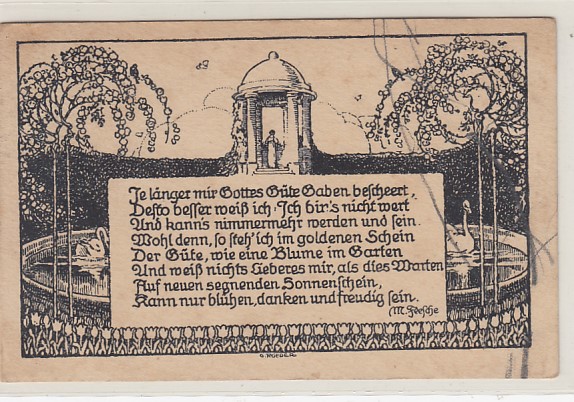 Je länger mir Gottes Güte Gaben bescheert,
Desto besser weiß ich: Ich bin's nicht wert
Und kann's nimmermehr werden und sein.
Wohl denn, so steh' ich im goldenen Schein
Der Güte, wie eine Blume im Garten
Und weiß nichts Lieberes mir, als dies Warten
Auf neuen segnenden Sonnenschein,
Kann nur blühen, danken und freudig sein.
M. Feesche